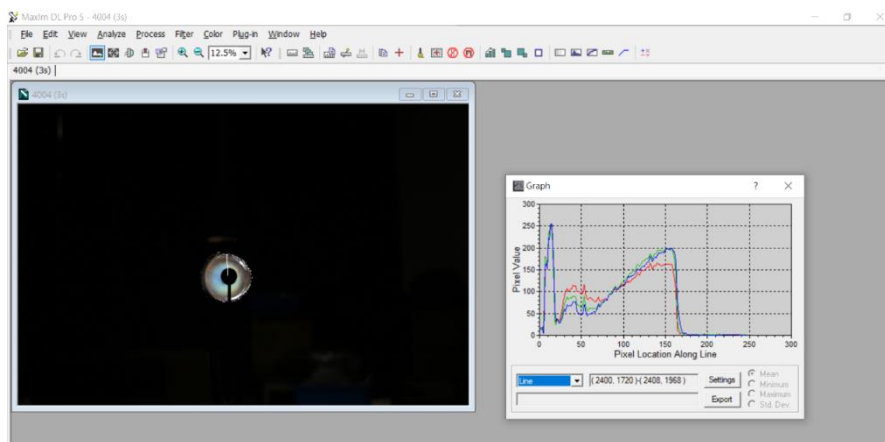 Maxim DL Pro 5 - 4004 (3s)
File Edit View Analyze Process Filter Color Plug-in Window Help
12.5%
4004 (3s)
4004 (3s)
Graph
Pixel Value
300
250
200
150
100
50
0
0 50 100 150 200 250 300
Pixel Location Along Line
Line
(2400, 1720)-(2408, 1968)
Settings
Export
Mean
Minimum
Maximum
Std. Dev.